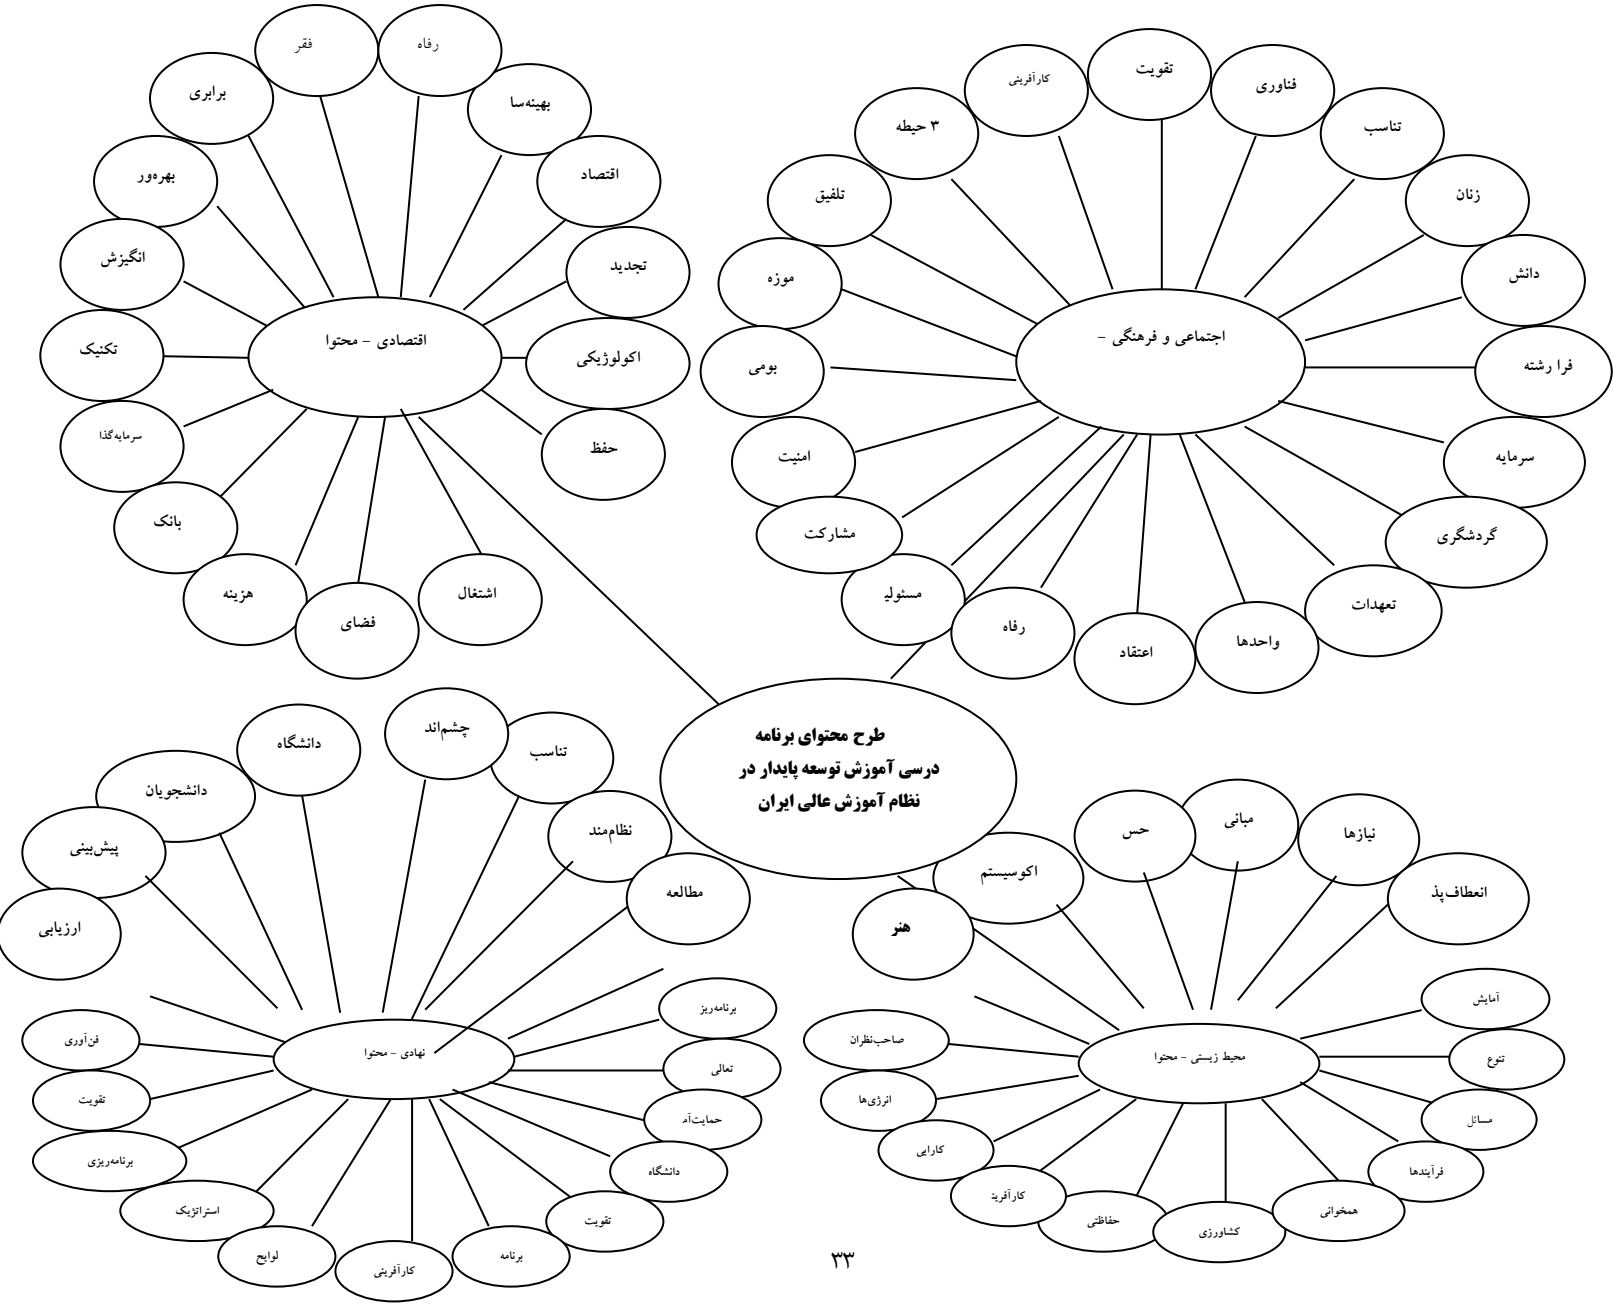 فقر
رفاه
برابری
بهینه‌سا
بهره‌ور
اقتصاد
انگیزش
تجدید
تکنیک
اقتصادی - محتوا
اکولوژیکی
سرمایه‌گذا
حفظ
بانک
هزینه
فضای
اشتغال
تقویت
کارآفرینی
فناوری
۳ حیطه
تناسب
تلفیق
زنان
موزه
دانش
بومی
اجتماعی و فرهنگی -
فرا رشته
امنیت
سرمایه
مشارکت
گردشگری
مسئولیـ
تعهدات
رفاه
اعتقاد
واحدها
طرح محتوای برنامه
درسی آموزش توسعه پایدار در
نظام آموزش عالی ایران
چشم‌اند
دانشگاه
تناسب
دانشجویان
نظام‌مند
پیش‌بینی
مطالعه
ارزیابی
برنامه‌ریز
فن‌آوری
نهادی - محتوا
تعالی
تقویت
حمایت‌آمـ
برنامه‌ریزی
دانشگاه
استراتژیک
تقویت
لوایح
کارآفرینی
برنامه
مبانی
حس
نیازها
اکوسیستم
انعطاف‌پذ
هنر
آمایش
صاحب‌نظران
محیط زیستی - محتوا
تنوع
انرژی‌ها
مسائل
کارایی
فرآیندها
کارآفرینـ
همخوانی
حفاظتی
کشاورزی
۳۳